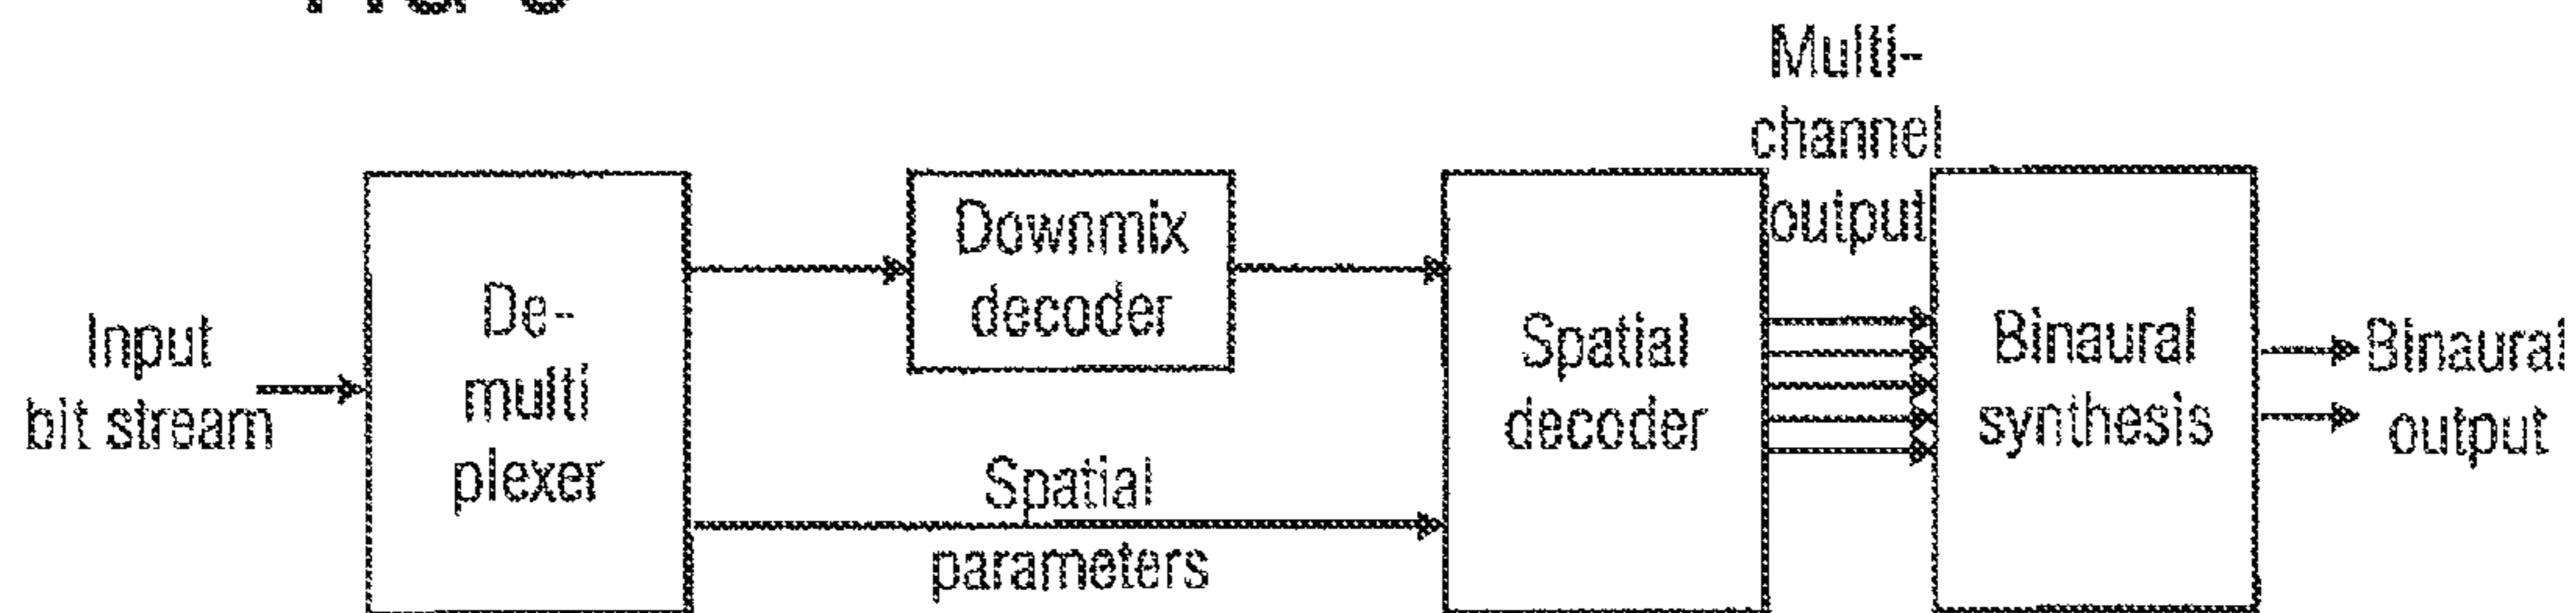 Multi-
channel
output
Downmix
decoder
De-
multi
plexer
Input
bit stream
Spatial
decoder
Binaural
synthesis
Binaural
output
Spatial
parameters